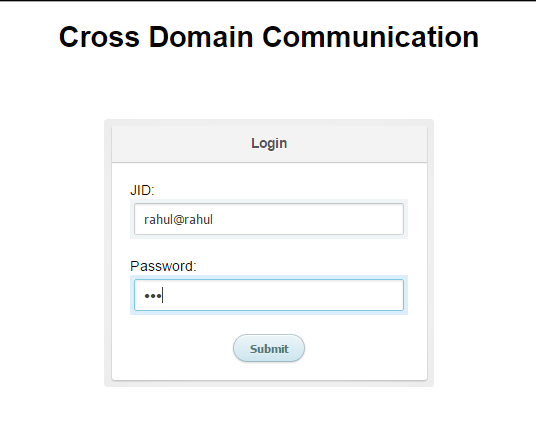 Cross Domain Communication
Login
JID:
rahul@rahul
Password:
•••
Submit